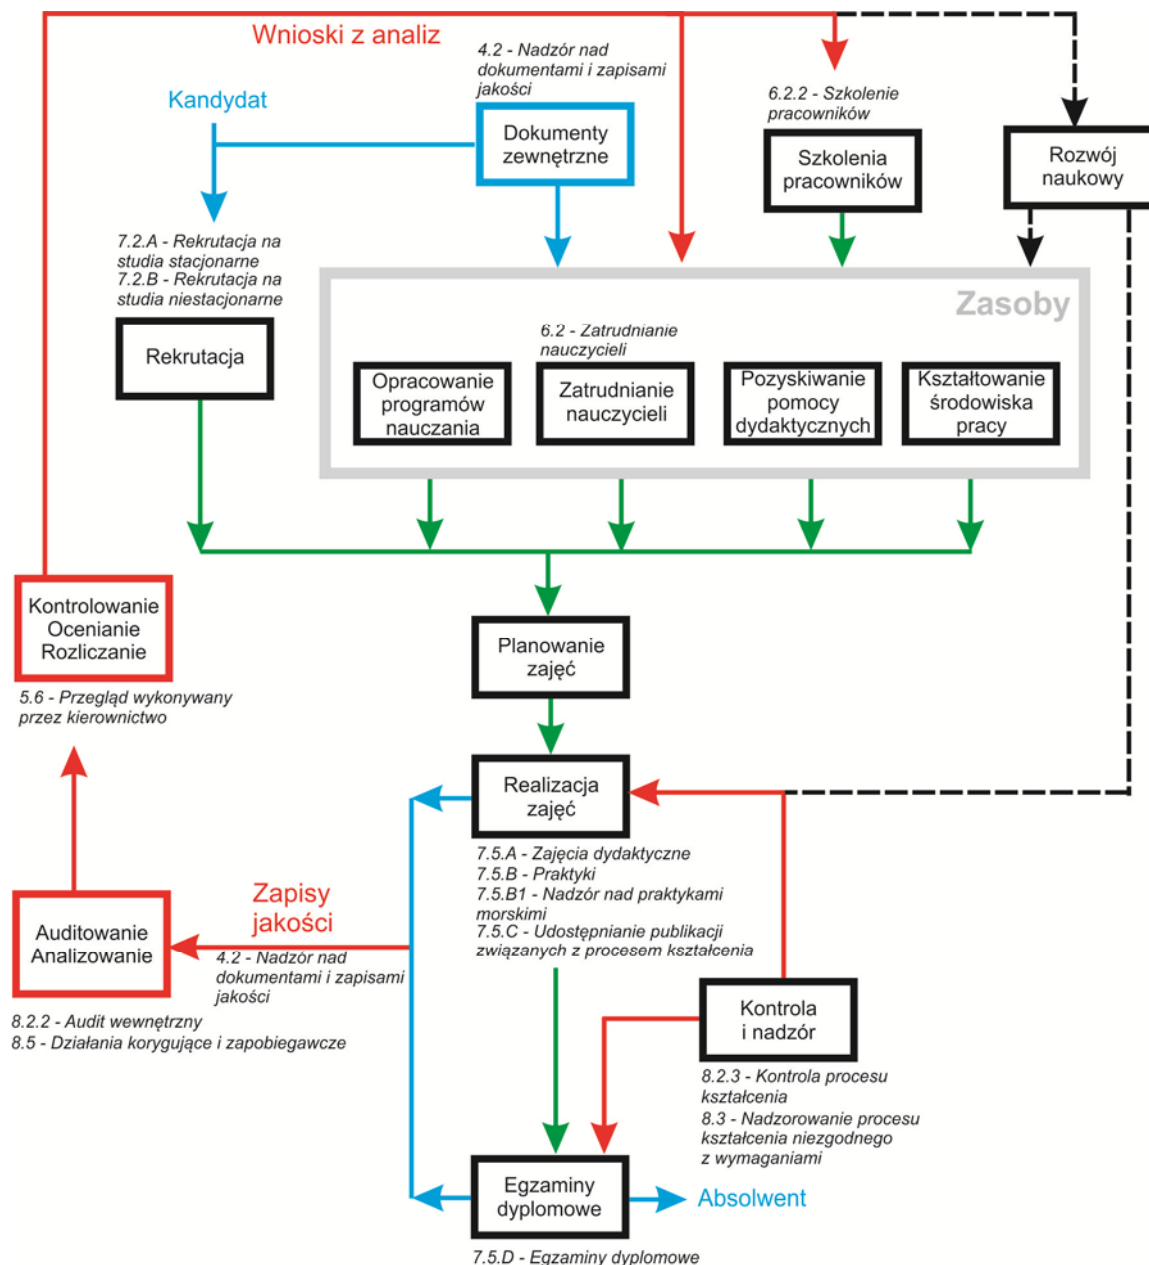 Wnioski z analiz
4.2 - Nadzór nad
dokumentami i zapisami
jakości
Kandydat
Dokumenty
zewnętrzne
6.2.2 - Szkolenie
pracowników
Szkolenia
pracowników
Rozwój
naukowy
7.2.A - Rekrutacja na
studia stacjonarne
7.2.B - Rekrutacja na
studia niestacjonarne
Rekrutacja
Zasoby
6.2 - Zatrudnianie
nauczycieli
Opracowanie
programów
nauczania
Zatrudnianie
nauczycieli
Pozyskiwanie
pomocy
dydaktycznych
Kształtowanie
środowiska
pracy
Kontrolowanie
Ocenianie
Rozliczanie
5.6 - Przegląd wykonywany
przez kierownictwo
Planowanie
zajęć
Realizacja
zajęć
7.5.A - Zajęcia dydaktyczne
7.5.B - Praktyki
7.5.B1 - Nadzór nad praktykami
morskimi
7.5.C - Udostępnianie publikacji
związanych z procesem kształcenia
Zapisy
jakości
4.2 - Nadzór nad
dokumentami i zapisami
jakości
Auditowanie
Analizowanie
8.2.2 - Audit wewnętrzny
8.5 - Działania korygujące i zapobiegawcze
Kontrola
i nadzór
8.2.3 - Kontrola procesu
kształcenia
8.3 - Nadzorowanie procesu
kształcenia niezgodnego
z wymaganiami
Egzaminy
dyplomowe
Absolwent
7.5.D - Egzaminy dyplomowe